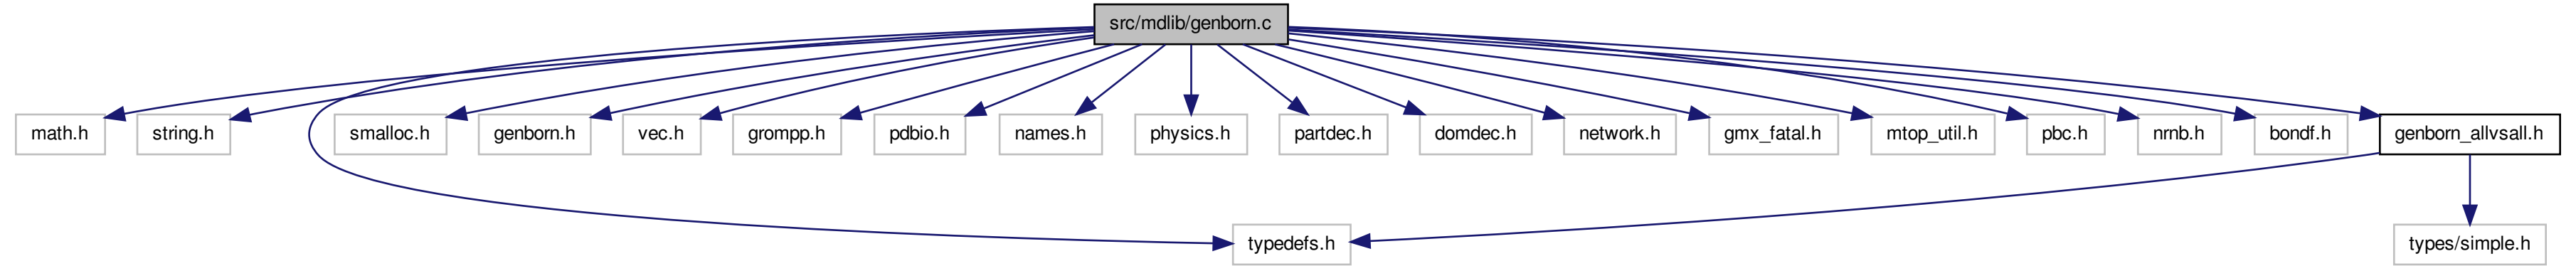 src/mdlib/genborn.c
math.h
string.h
smalloc.h
genborn.h
vec.h
grompp.h
pdbio.h
names.h
physics.h
partdec.h
domdec.h
network.h
gmx_fatal.h
mtop_util.h
pbc.h
nrnb.h
bondf.h
genborn_allvsall.h
typedefs.h
types/simple.h